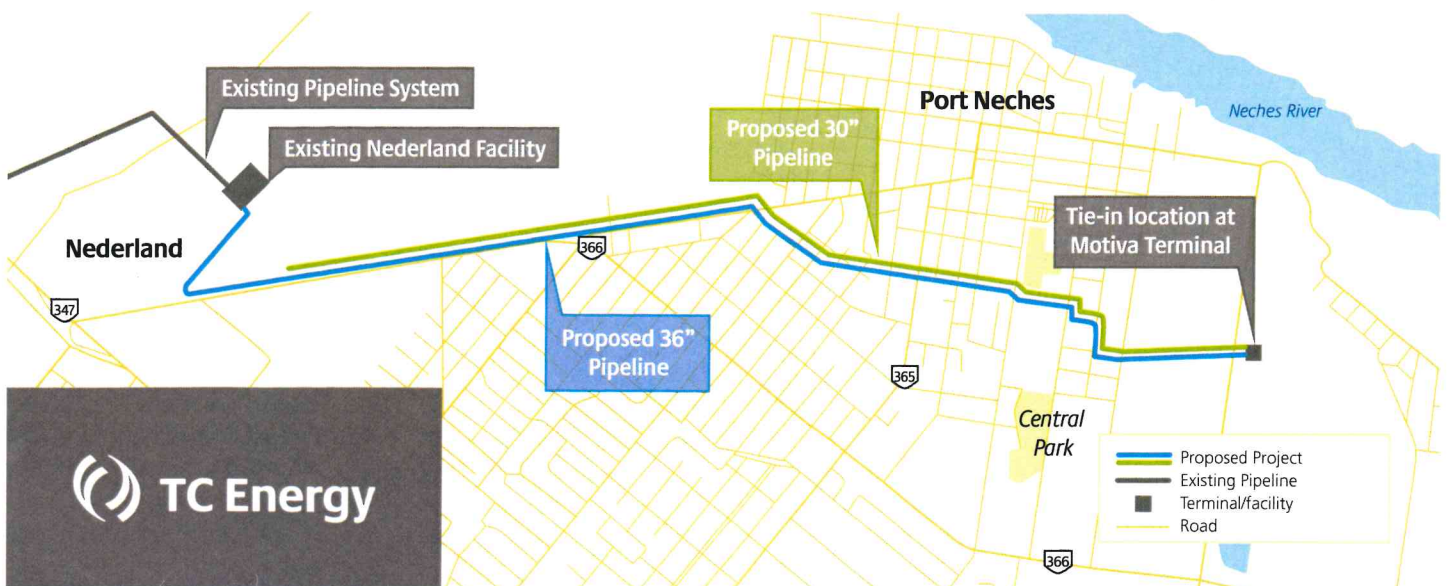 Existing Pipeline System
Existing Nederland Facility
Nederland
347
Proposed 30”
Pipeline
Port Neches
Neches River
366
Proposed 36”
Pipeline
Tie-in location at
Motiva Terminal
365
Central
Park
366
TC Energy
Proposed Project
Existing Pipeline
Terminal/facility
Road